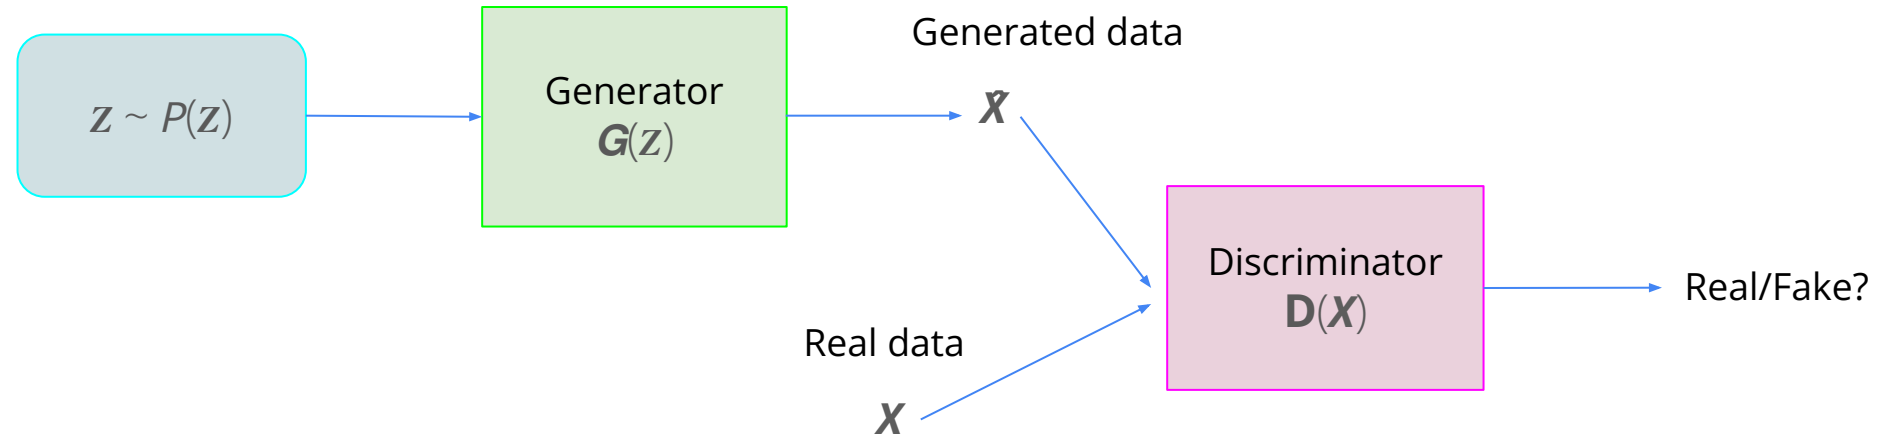 z ~ P(z)
Generator
G(z)
Generated data
X̂
Real data
X
Discriminator
D(X)
Real/Fake?